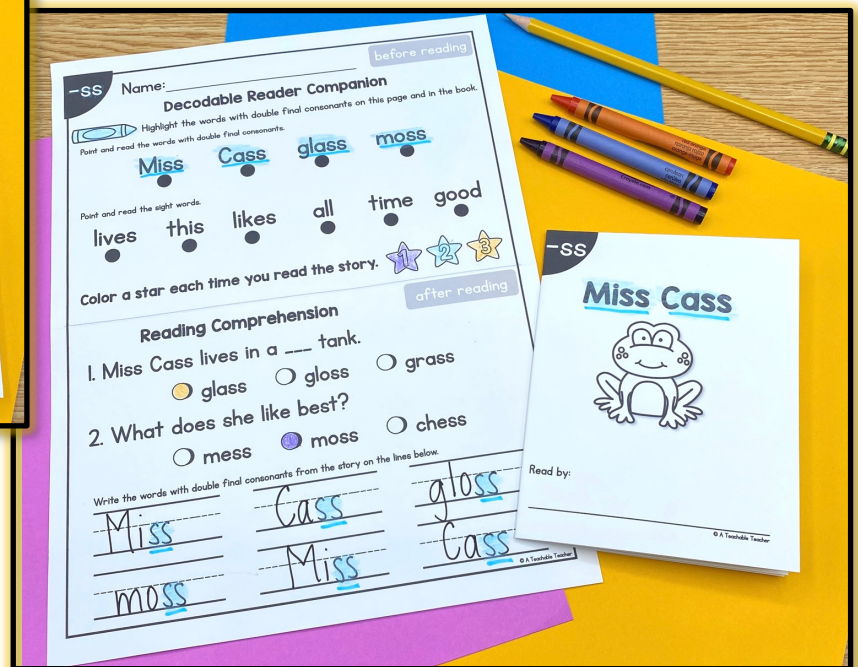 -ss
Name:
before reading
Decodable Reader Companion
Highlight the words with double final consonants on this page and in the book.
Point and read the words with double final consonants.
Miss Cass glass moss
Point and read the sight words.
lives this likes all time good
Color a star each time you read the story. 1 2 3
after reading
Reading Comprehension
1. Miss Cass lives in a ___ tank.
glass gloss grass
2. What does she like best?
mess moss chess
Write the words with double final consonants from the story on the lines below.
Miss Cass gloss
moss Miss Cass
© A Teachable Teacher
-ss
Miss Cass
Read by:
© A Teachable Teacher